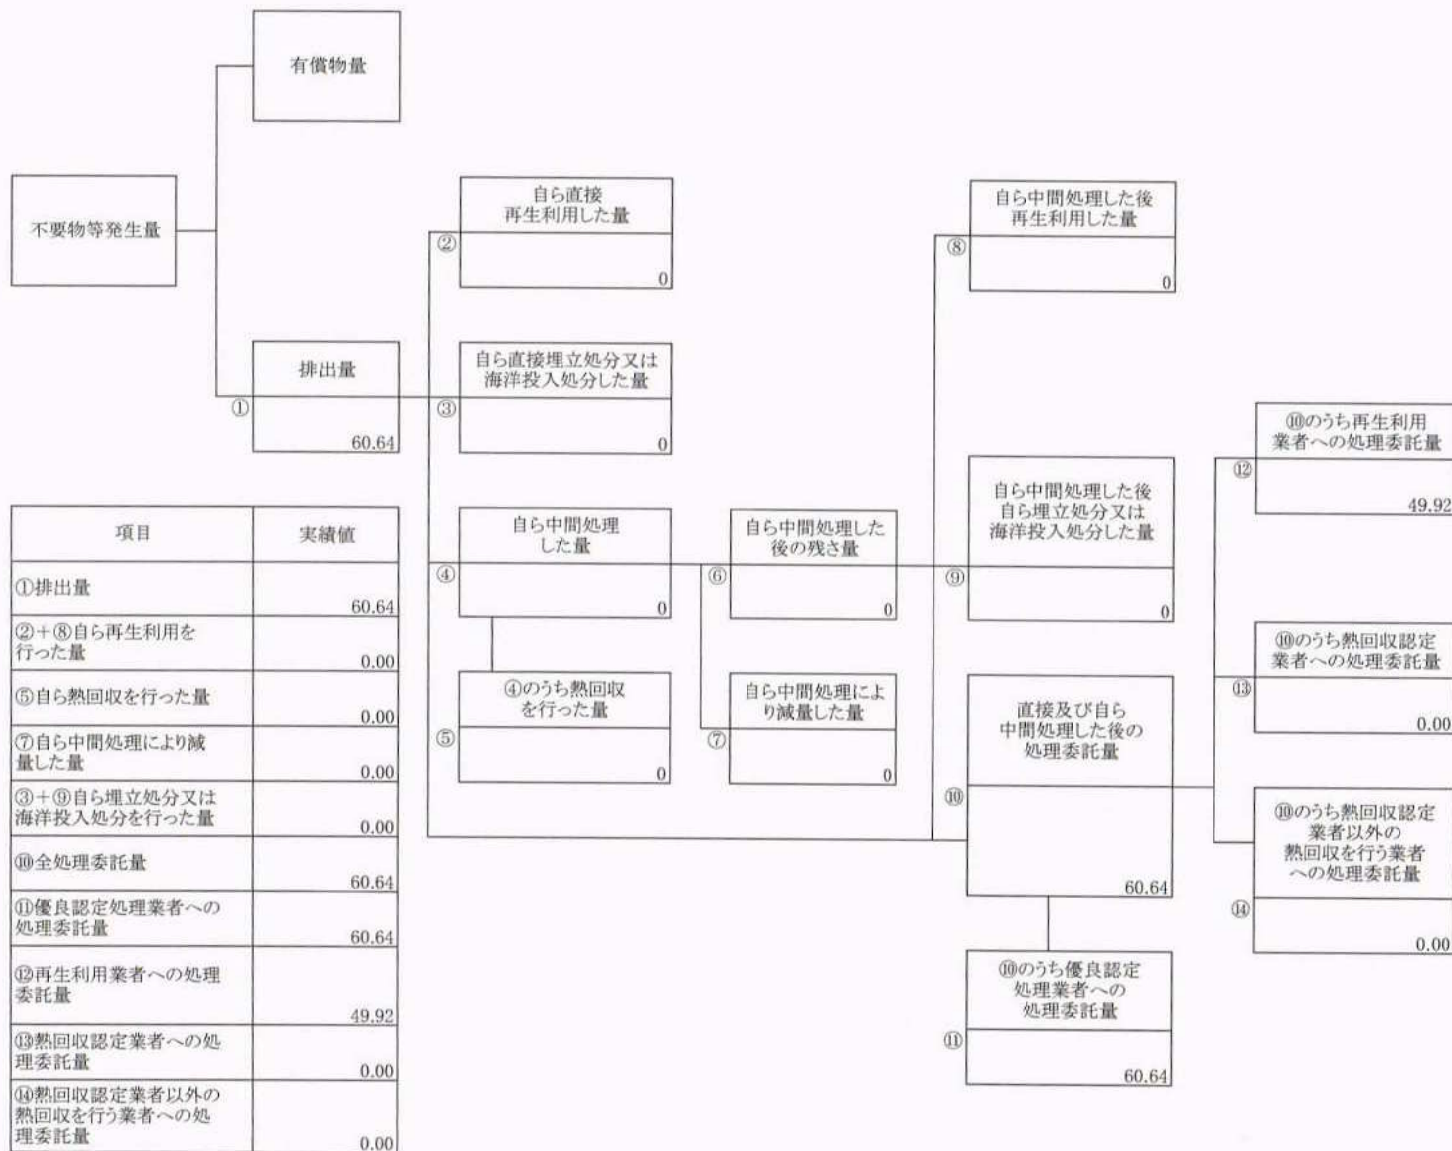 有償物量
不要物等発生量
自ら直接
再生利用した量
②
0
自ら中間処理した後
再生利用した量
⑧
0
排出量
①
60.64
自ら直接埋立処分又は
海洋投入処分した量
③
0
⑩のうち再生利用
業者への処理委託量
⑫
49.92
自ら中間処理
した量
④
0
自ら中間処理した
後の残さ量
⑥
0
自ら中間処理した後
自ら埋立処分又は
海洋投入処分した量
⑨
0
⑩のうち熱回収認定
業者への処理委託量
⑬
0.00
④のうち熱回収
を行った量
⑤
0
自ら中間処理によ
り減量した量
⑦
0
直接及び自ら
中間処理した後の
処理委託量
⑩
60.64
⑩のうち熱回収認定
業者以外の
熱回収を行う業者
への処理委託量
⑭
0.00
⑩のうち優良認定
処理業者への
処理委託量
⑪
60.64
項目 実績値
①排出量
60.64
②+⑧自ら再生利用を
行った量
0.00
⑤自ら熱回収を行った量
0.00
⑦自ら中間処理により減
量した量
0.00
③+⑨自ら埋立処分又は
海洋投入処分を行った量
0.00
⑩全処理委託量
60.64
⑪優良認定処理業者への
処理委託量
60.64
⑫再生利用業者への処理
委託量
49.92
⑬熱回収認定業者への処
理委託量
0.00
⑭熱回収認定業者以外の
熱回収を行う業者への処
理委託量
0.00